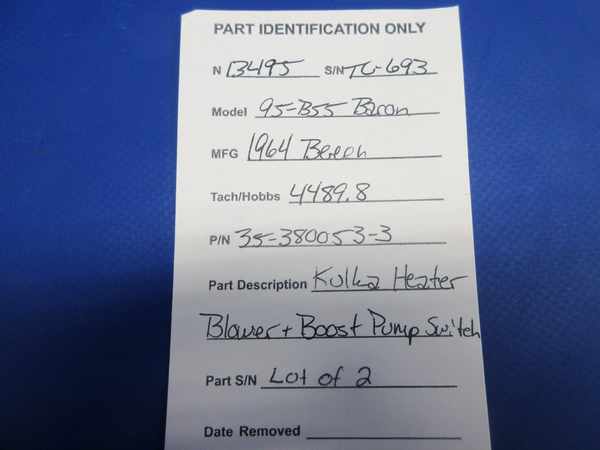 PART IDENTIFICATION ONLY
N 13495 S/N TC-693
Model 95-B55 Baron
MFG 1964 Beech
Tach/Hobbs 4489.8
P/N 35-380053-3
Part Description Kulka Heater
Blower + Boost Pump Switch
Part S/N Lot of 2
Date Removed